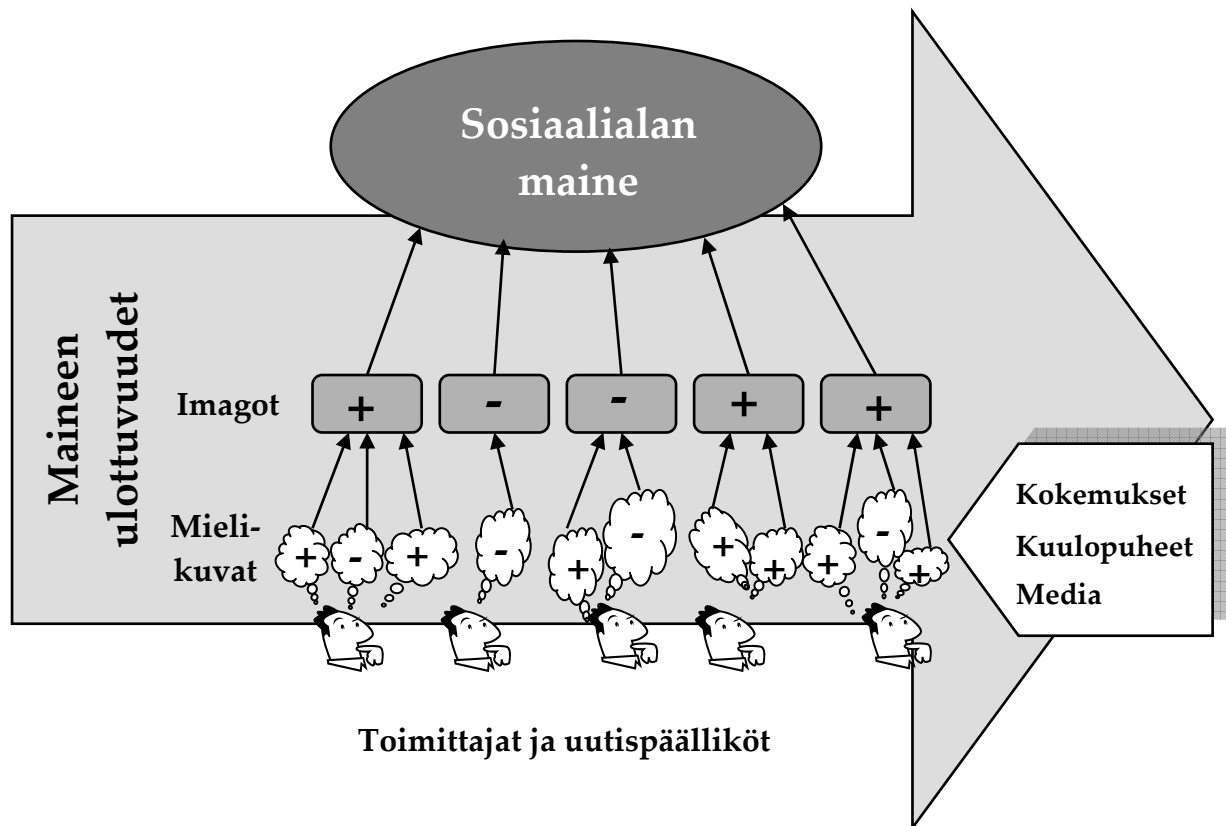 Sosiaalialan
maine
Maineen
ulottuvuudet
Imagot
+
-
-
+
+
Mieli-
kuvat
+
-
+
-
+
-
+
+
+
-
+
Kokemukset
Kuulopuheet
Media
Toimittajat ja uutispäälliköt